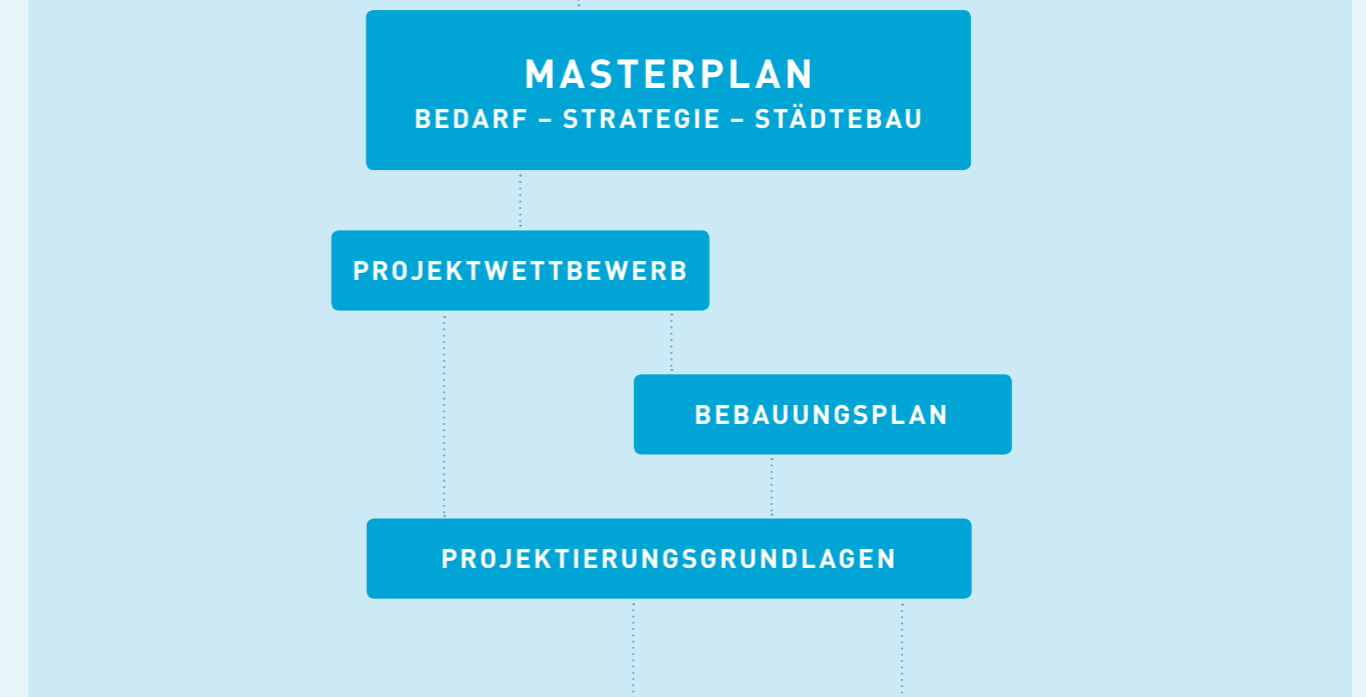 MASTERPLAN
BEDARF – STRATEGIE – STÄDTEBAU
PROJEKTWETTBEWERB
BEBAUUNGSPLAN
PROJEKTIERUNGSGRUNDLAGEN